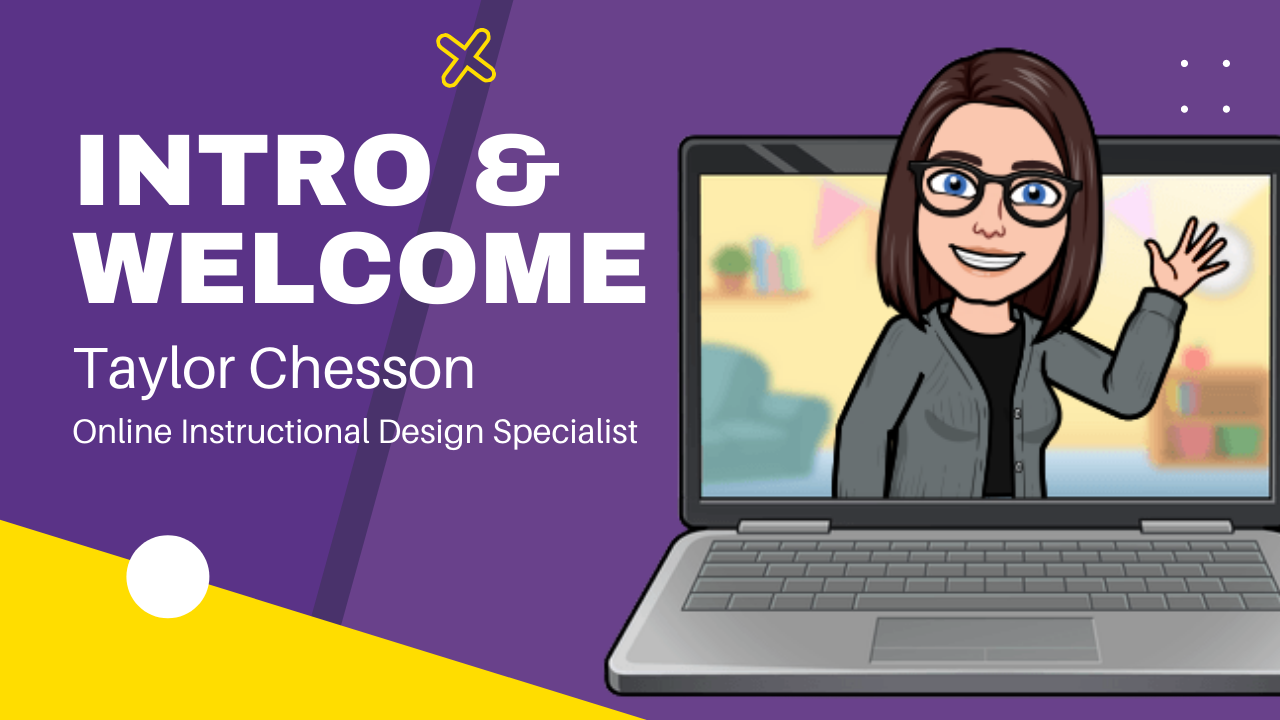 INTRO &
WELCOME
Taylor Chesson
Online Instructional Design Specialist